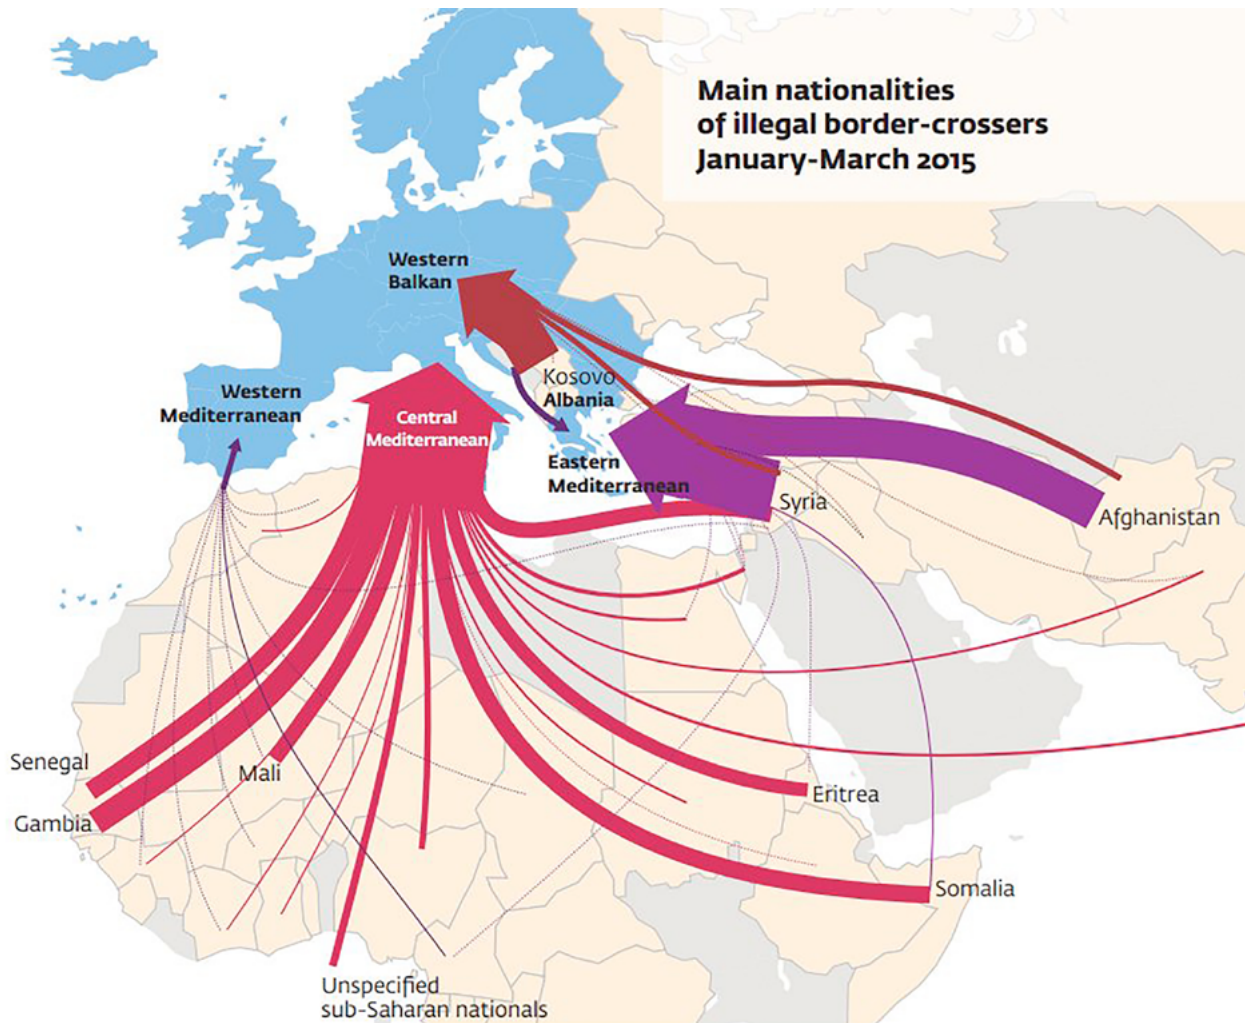 Main nationalities
of illegal border-crossers
January-March 2015
Western
Balkan
Kosovo
Albania
Western
Mediterranean
Central
Mediterranean
Eastern
Mediterranean
Syria
Afghanistan
Senegal
Gambia
Mali
Eritrea
Somalia
Unspecified
sub-Saharan nationals